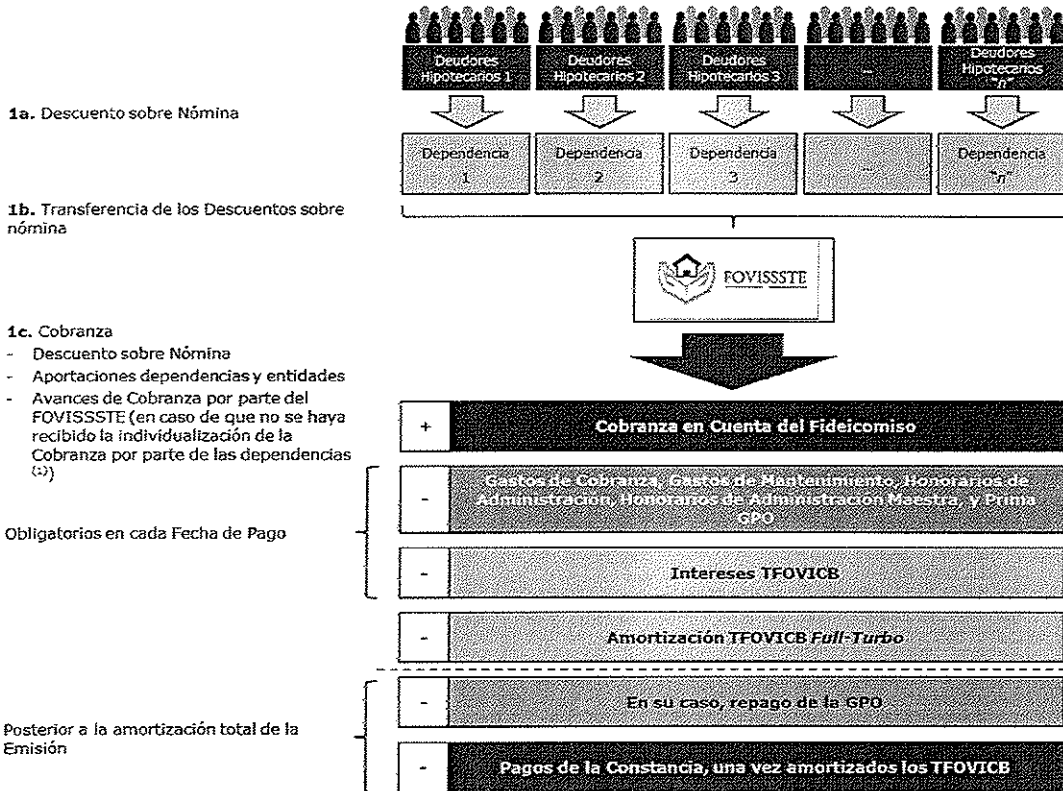 Deudores
Hipotecarios 1
Deudores
Hipotecarios 2
Deudores
Hipotecarios 3
...
Deudores
Hipotecarios
"n"
1a. Descuento sobre Nómina
Dependencia
1
Dependencia
2
Dependencia
3
...
Dependencia
"n"
1b. Transferencia de los Descuentos sobre
nómina
FOVISSSTE
1c. Cobranza
- Descuento sobre Nómina
- Aportaciones dependencias y entidades
- Avances de Cobranza por parte del
FOVISSSTE (en caso de que no se haya
recibido la individualización de la
Cobranza por parte de las dependencias
(1))
+ Cobranza en Cuenta del Fideicomiso
- Gastos de Cobranza, Gastos de Mantenimiento, Honorarios de
Administración, Honorarios de Administración Maestra, y Prima
GPO
Obligatorios en cada Fecha de Pago
- Intereses TFOVICB
- Amortización TFOVICB Full-Turbo
- En su caso, repago de la GPO
Posterior a la amortización total de la
Emisión
- Pagos de la Constancia, una vez amortizados los TFOVICB